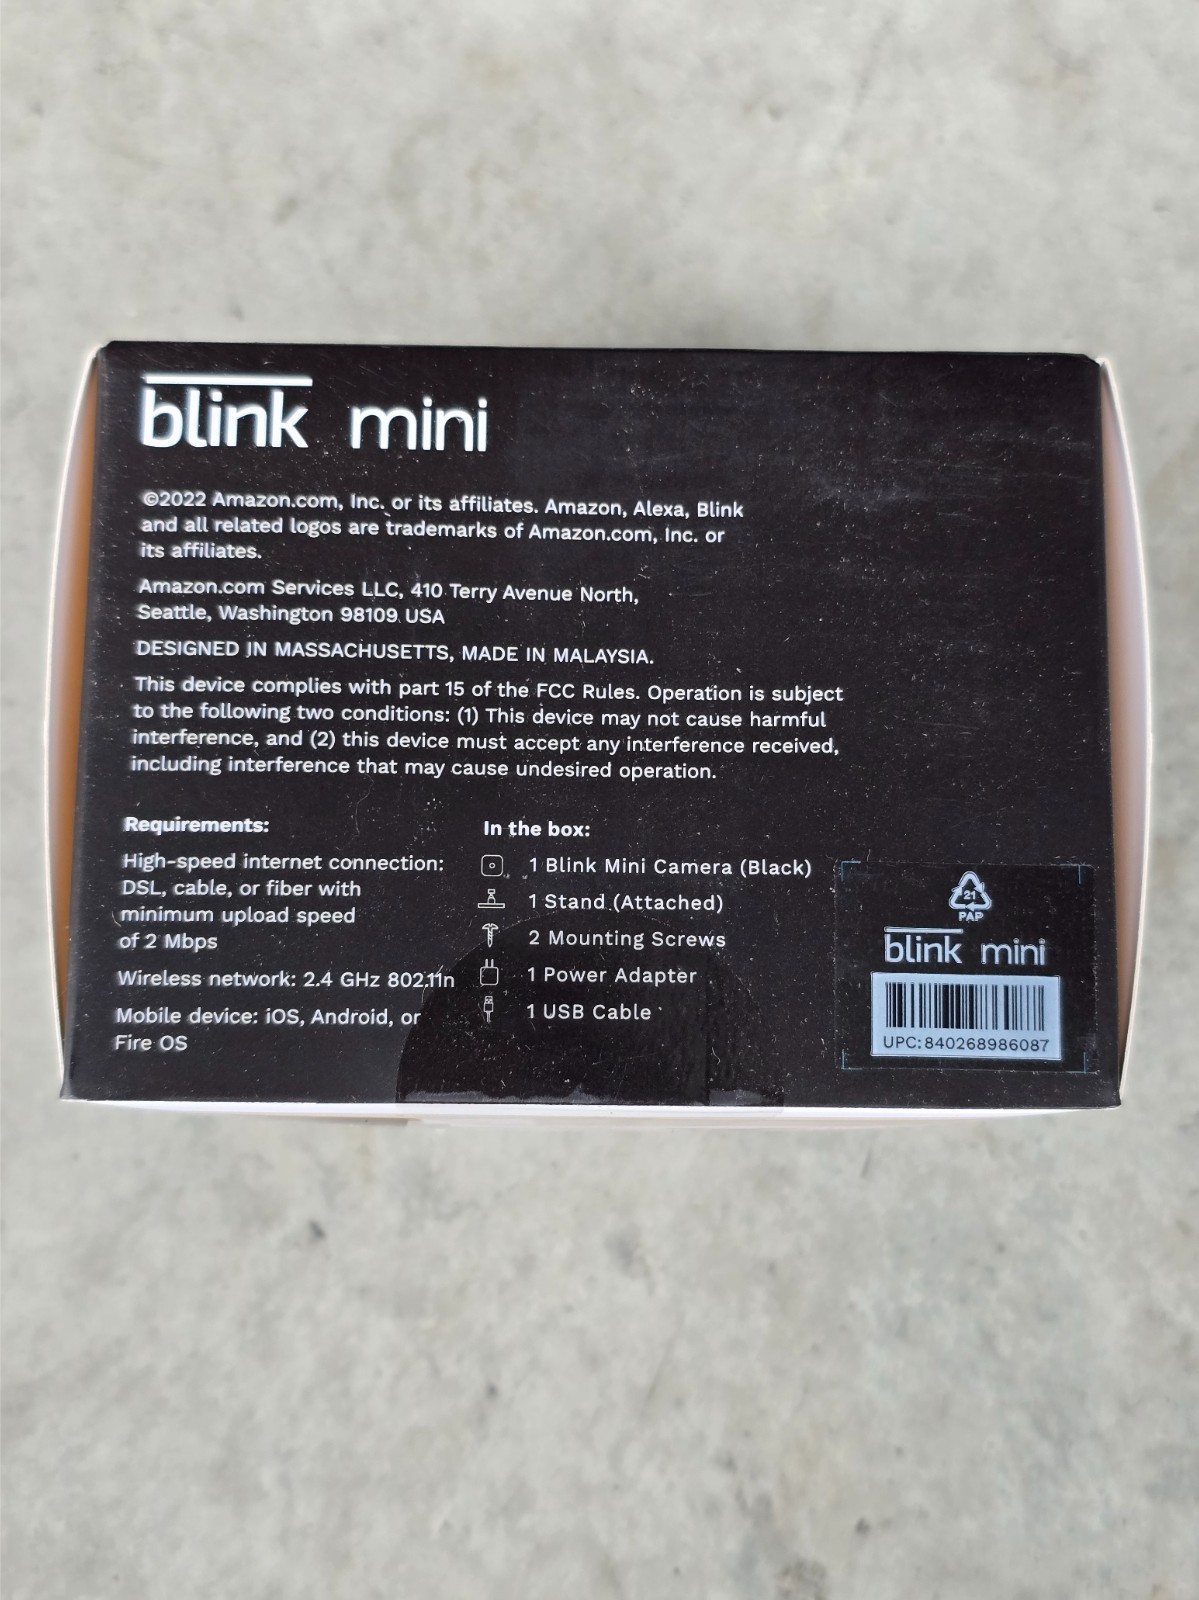 blink mini
©2022 Amazon.com, Inc. or its affiliates. Amazon, Alexa, Blink
and all related logos are trademarks of Amazon.com, Inc. or
its affiliates.
Amazon.com Services LLC, 410 Terry Avenue North,
Seattle, Washington 98109 USA
DESIGNED IN MASSACHUSETTS, MADE IN MALAYSIA.
This device complies with part 15 of the FCC Rules. Operation is subject
to the following two conditions: (1) This device may not cause harmful
interference, and (2) this device must accept any interference received,
including interference that may cause undesired operation.
Requirements:
High-speed internet connection:
DSL, cable, or fiber with
minimum upload speed
of 2 Mbps
Wireless network: 2.4 GHz 802.11n
Mobile device: iOS, Android, or
Fire OS
In the box:
1 Blink Mini Camera (Black)
1 Stand (Attached)
2 Mounting Screws
1 Power Adapter
1 USB Cable
21
PAP
blink mini
UPC:840268986087